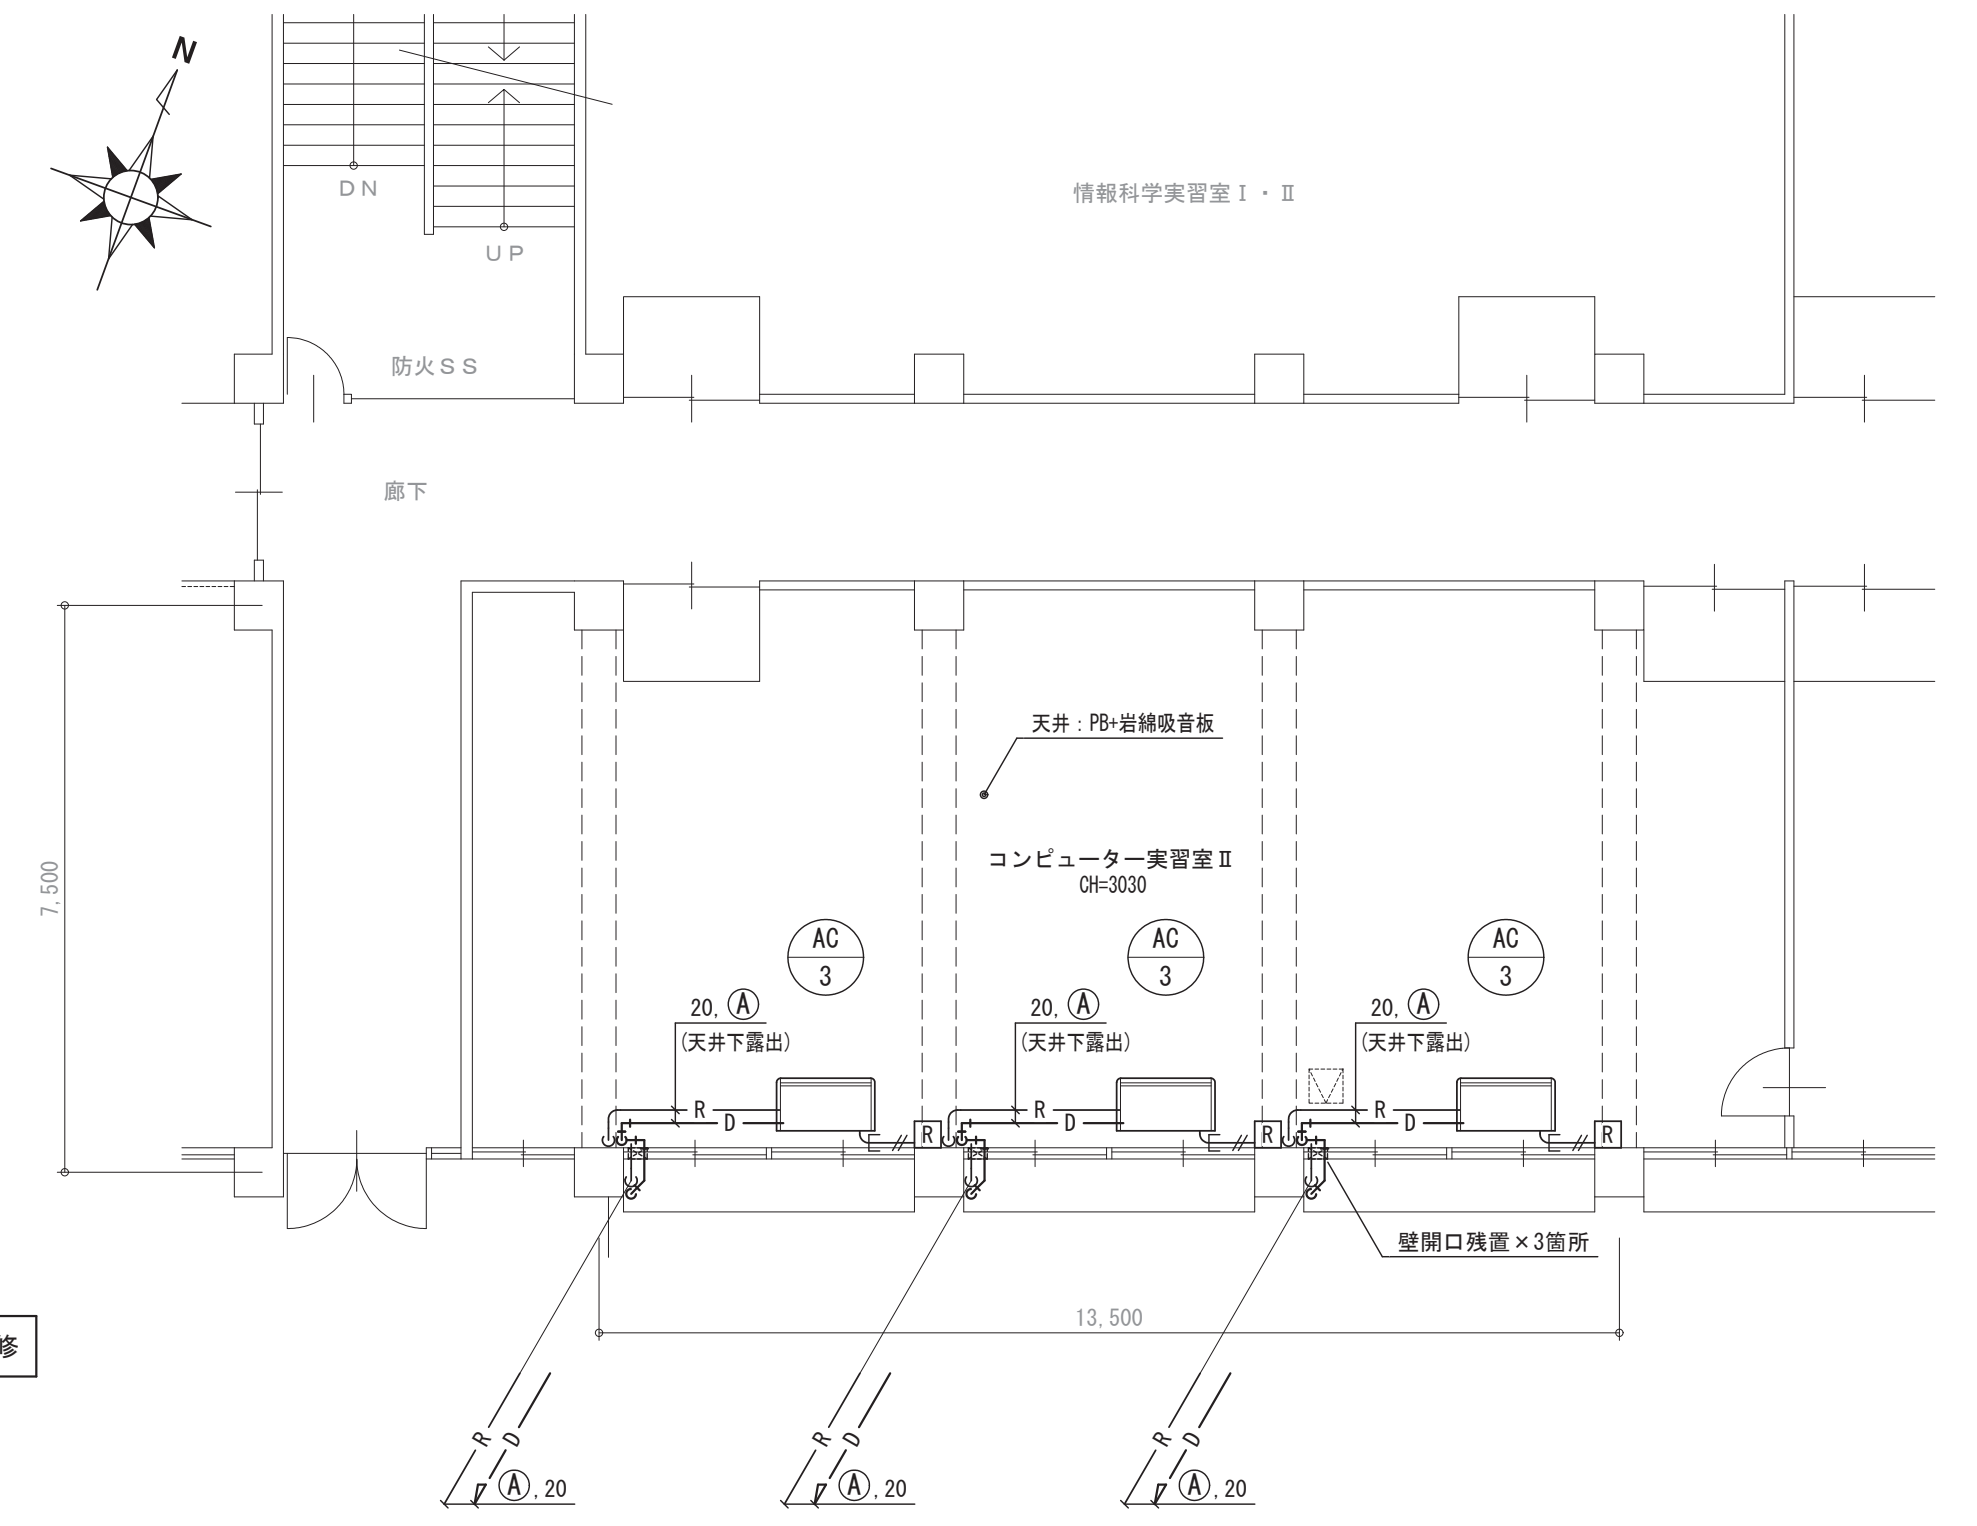 N
DN
UP
情報科学実習室Ⅰ・Ⅱ
防火SS
廊下
天井：PB+岩綿吸音板
コンピューター実習室Ⅱ
CH=3030
7,500
AC
3
AC
3
AC
3
20, Ⓐ
(天井下露出)
20, Ⓐ
(天井下露出)
20, Ⓐ
(天井下露出)
R
D
R
R
D
R
R
D
R
壁開口残置×3箇所
13,500
修
R
D
Ⓐ, 20
R
D
Ⓐ, 20
R
D
Ⓐ, 20